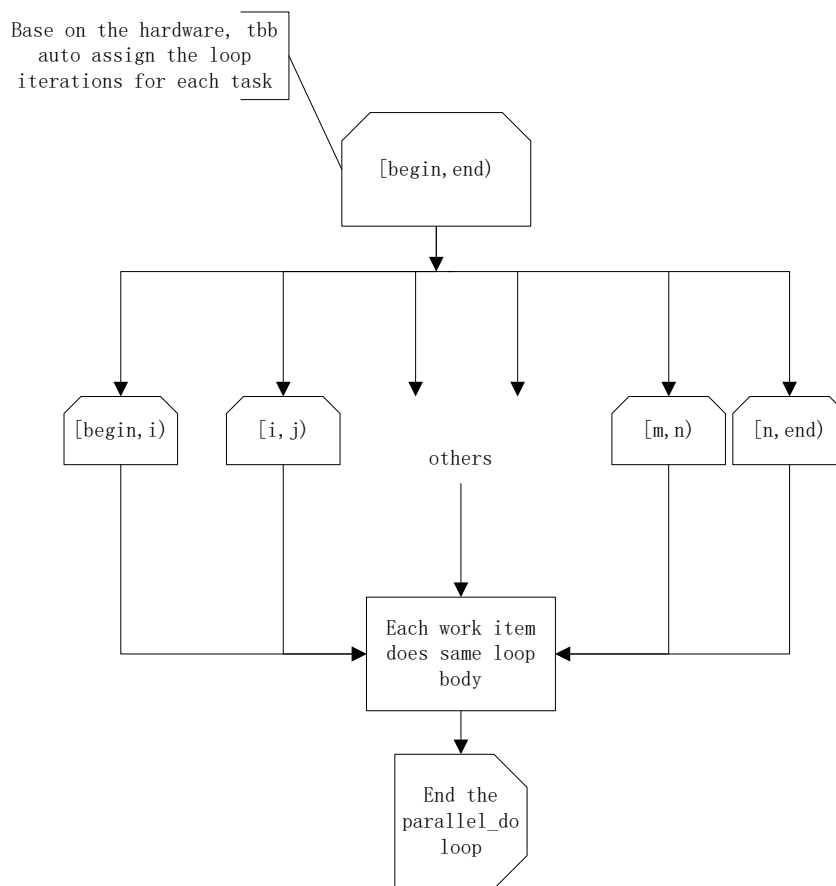 Base on the hardware, tbb
auto assign the loop
iterations for each task
[begin,end)
[begin,i)
[i,j)
others
[m,n)
[n,end)
Each work item
does same loop
body
End the
parallel_do
loop